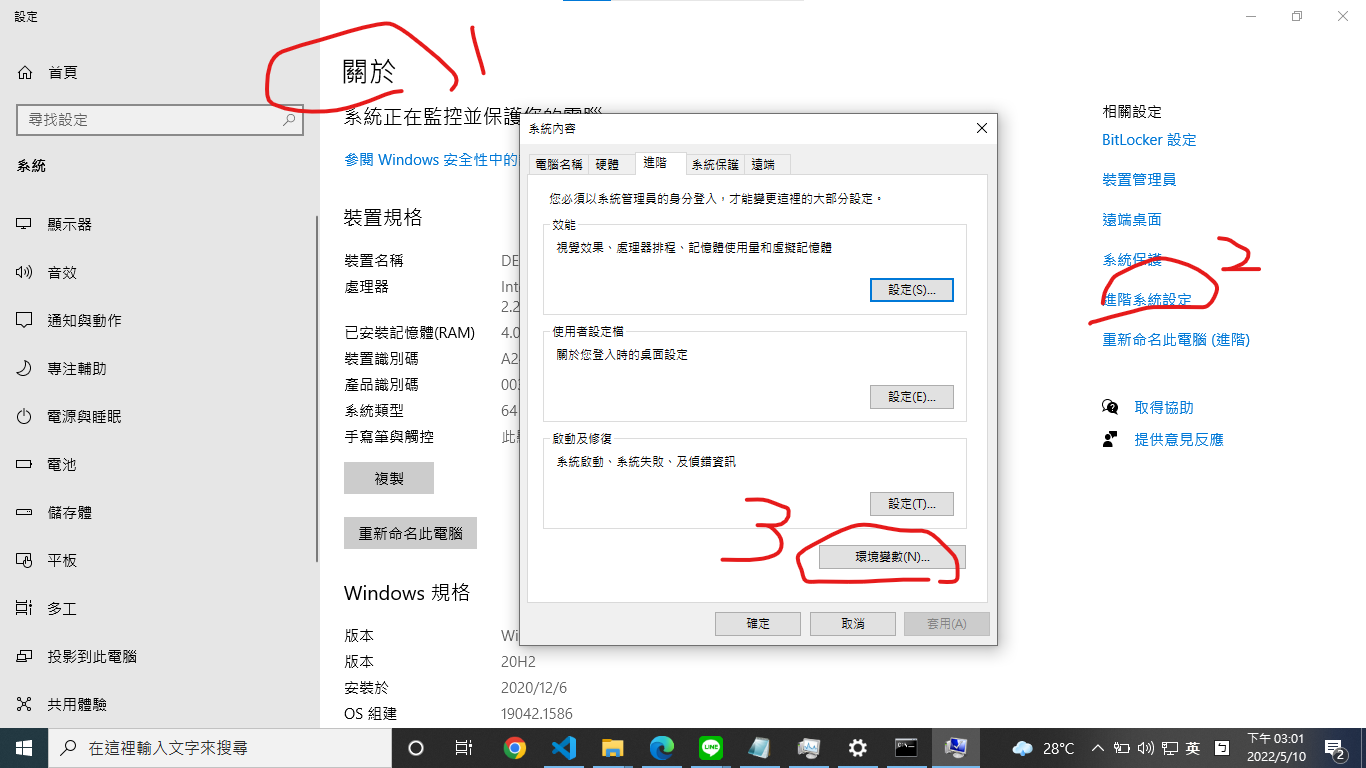 設定
首頁
尋找設定
系統
顯示器
音效
通知與動作
專注輔助
電源與睡眠
電池
儲存體
平板
多工
投影到此電腦
共用體驗
1
關於
系統正在監控並保護您的電腦
參閱 Windows 安全性中的
裝置規格
裝置名稱 DE
處理器 Inte
2.2
已安裝記憶體(RAM) 4.0
裝置識別碼 A2
產品識別碼 003
系統類型 64
手寫筆與觸控 此
複製
重新命名此電腦
Windows 規格
版本 Wi
版本 20H2
安裝於 2020/12/6
OS 組建 19042.1586
系統內容
電腦名稱 硬體 進階 系統保護 遠端
您必須以系統管理員的身分登入，才能變更這裡的大部分設定。
效能
視覺效果、處理器排程、記憶體使用量和虛擬記憶體
設定(S)...
使用者設定檔
關於您登入時的桌面設定
設定(E)...
啟動及修復
系統啟動、系統失敗、及偵錯資訊
設定(T)...
3
環境變數(N)...
確定 取消 套用(A)
相關設定
BitLocker 設定
裝置管理員
遠端桌面
系統保護
2
進階系統設定
重新命名此電腦 (進階)
取得協助
提供意見反應
在這裡輸入文字來搜尋
LINE
28°C
英
下午 03:01
2022/5/10
2